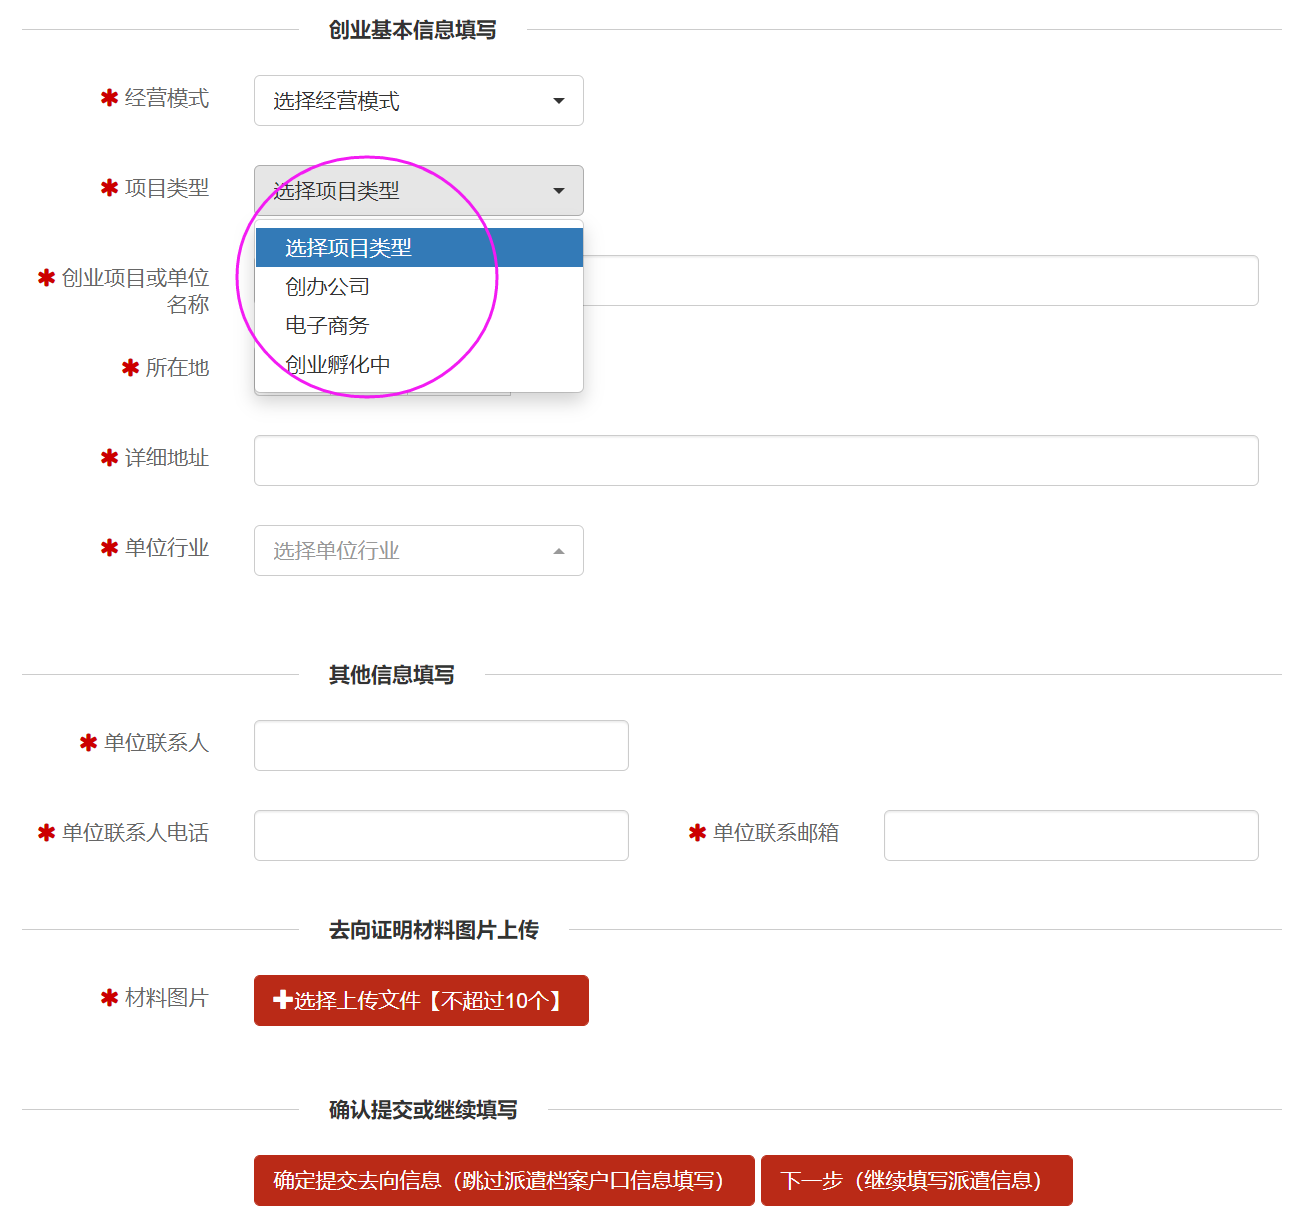 创业基本信息填写
✱ 经营模式
选择经营模式
✱ 项目类型
选择项目类型
选择项目类型
创办公司
电子商务
创业孵化中
✱ 创业项目或单位
名称
✱ 所在地
✱ 详细地址
✱ 单位行业
选择单位行业
其他信息填写
✱ 单位联系人
✱ 单位联系人电话
✱ 单位联系邮箱
去向证明材料图片上传
✱ 材料图片
✚选择上传文件【不超过10个】
确认提交或继续填写
确定提交去向信息（跳过派遣档案户口信息填写）
下一步（继续填写派遣信息）